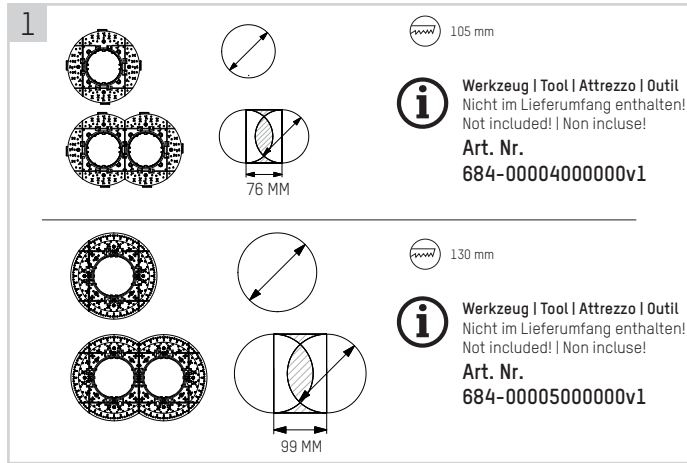 1
105 mm
Werkzeug | Tool | Attrezzo | Outil
Nicht im Lieferumfang enthalten!
Not included! | Non incluse!
Art. Nr.
684-00004000000v1
76 MM
130 mm
Werkzeug | Tool | Attrezzo | Outil
Nicht im Lieferumfang enthalten!
Not included! | Non incluse!
Art. Nr.
684-00005000000v1
99 MM